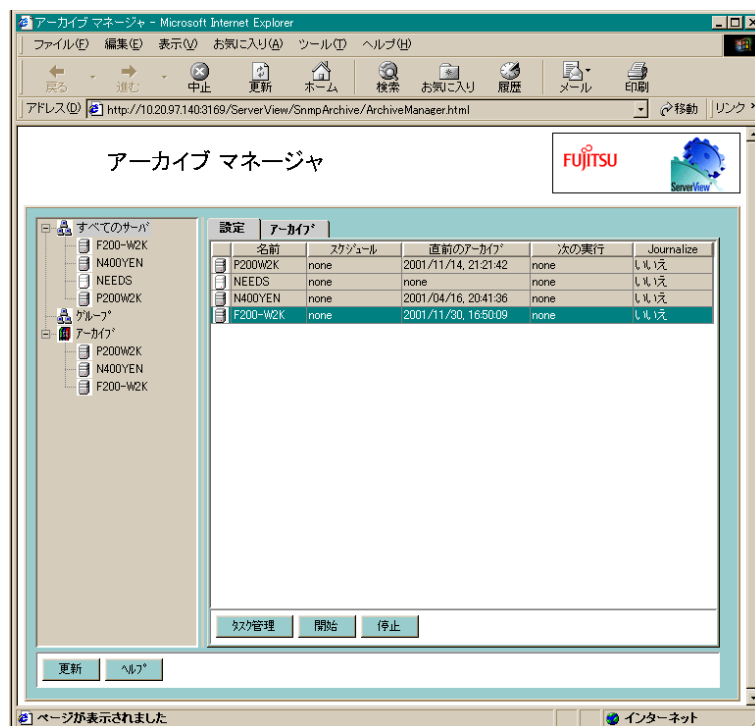 アーカイブ マネージャ - Microsoft Internet Explorer
ファイル(F) 編集(E) 表示(V) お気に入り(A) ツール(T) ヘルプ(H)
戻る 進む 中止 更新 ホーム 検索 お気に入り 履歴 メール 印刷
アドレス(D) http://10.20.97.140:3169/ServerView/SnmpArchive/ArchiveManager.html 移動 リンク »
アーカイブ マネージャ
FUJITSU
ServerView
すべてのサーバ
F200-W2K
N400YEN
NEEDS
P200W2K
グループ
アーカイブ
P200W2K
N400YEN
F200-W2K
設定 アーカイブ
名前 スケジュール 直前のアーカイブ 次の実行 Journalize
P200W2K none 2001/11/14, 21:21:42 none いいえ
NEEDS none none none いいえ
N400YEN none 2001/04/16, 20:41:36 none いいえ
F200-W2K none 2001/11/30, 16:50:09 none いいえ
タスク管理 開始 停止
更新 ヘルプ
ページが表示されました インターネット